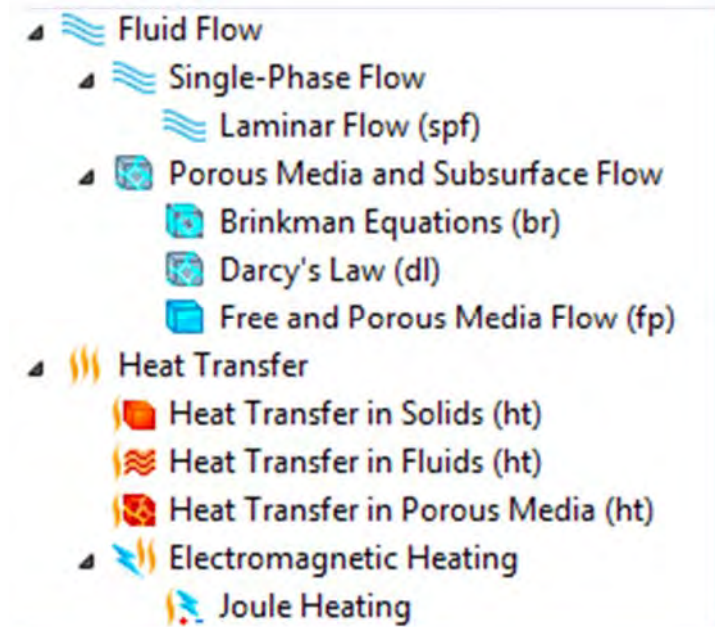 Fluid Flow
Single-Phase Flow
Laminar Flow (spf)
Porous Media and Subsurface Flow
Brinkman Equations (br)
Darcy's Law (dl)
Free and Porous Media Flow (fp)
Heat Transfer
Heat Transfer in Solids (ht)
Heat Transfer in Fluids (ht)
Heat Transfer in Porous Media (ht)
Electromagnetic Heating
Joule Heating